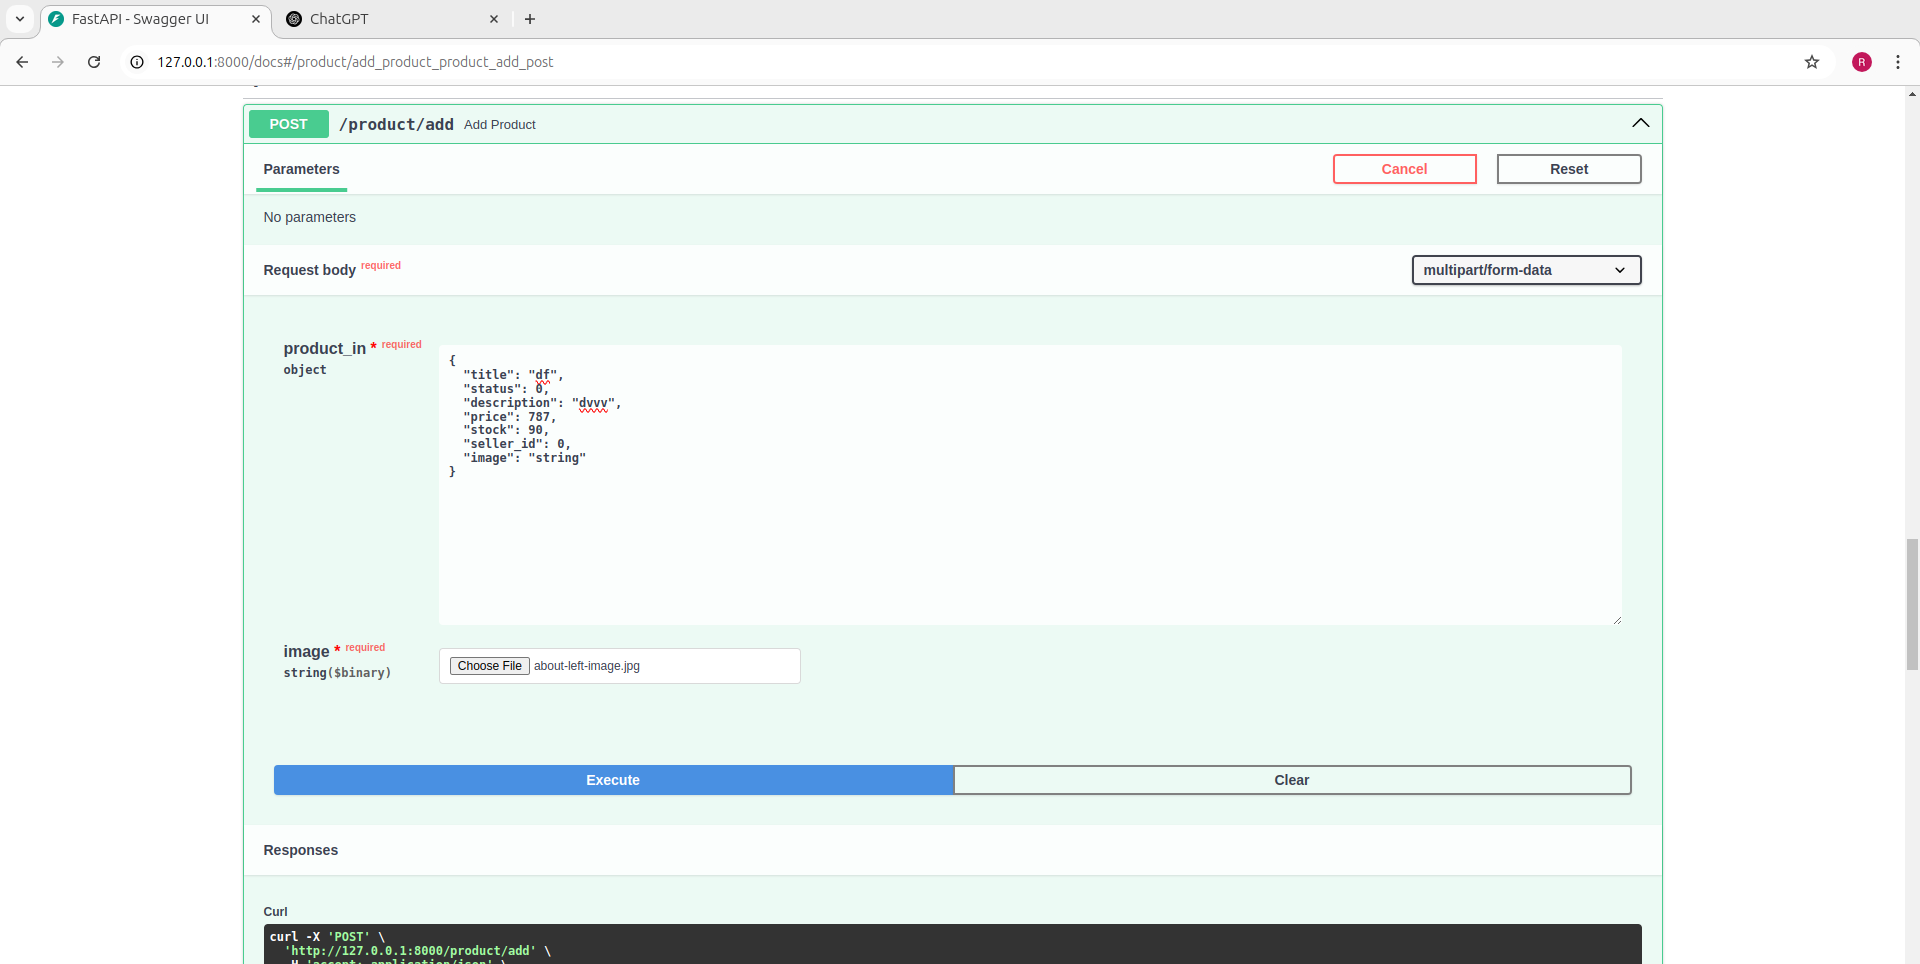 FastAPI - Swagger UI
ChatGPT
127.0.0.1:8000/docs#/product/add_product_product_add_post
R
POST /product/add Add Product
Parameters
Cancel
Reset
No parameters
Request body required
multipart/form-data
product_in * required
object
{
  "title": "df",
  "status": 0,
  "description": "dvvv",
  "price": 787,
  "stock": 90,
  "seller_id": 0,
  "image": "string"
}
image * required
string($binary)
Choose File about-left-image.jpg
Execute
Clear
Responses
Curl
curl -X 'POST' \
  'http://127.0.0.1:8000/product/add' \
  -H 'accept: application/json' \